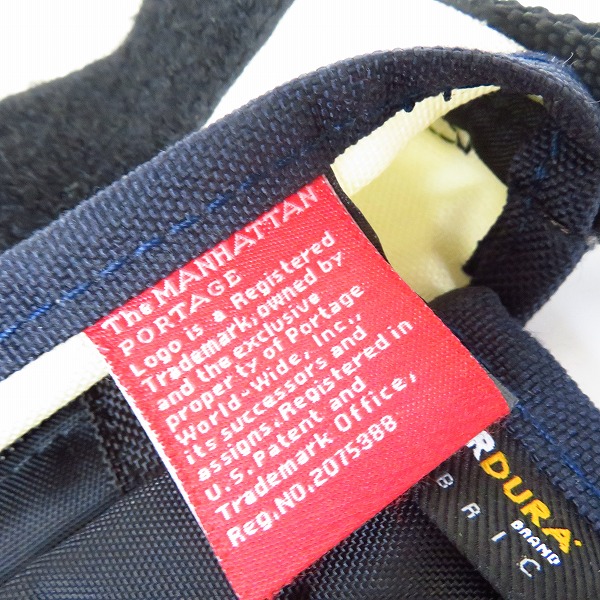 The MANHATTAN
PORTAGE
Logo is a Registered
Trademark, owned by
and the exclusive
property of Portage
World-Wide, Inc.,
its successors and
assigns. Registered in
U.S. Patent and
Trademark Office,
Reg.NO.2075388
RDURA
BRAND
BRIC